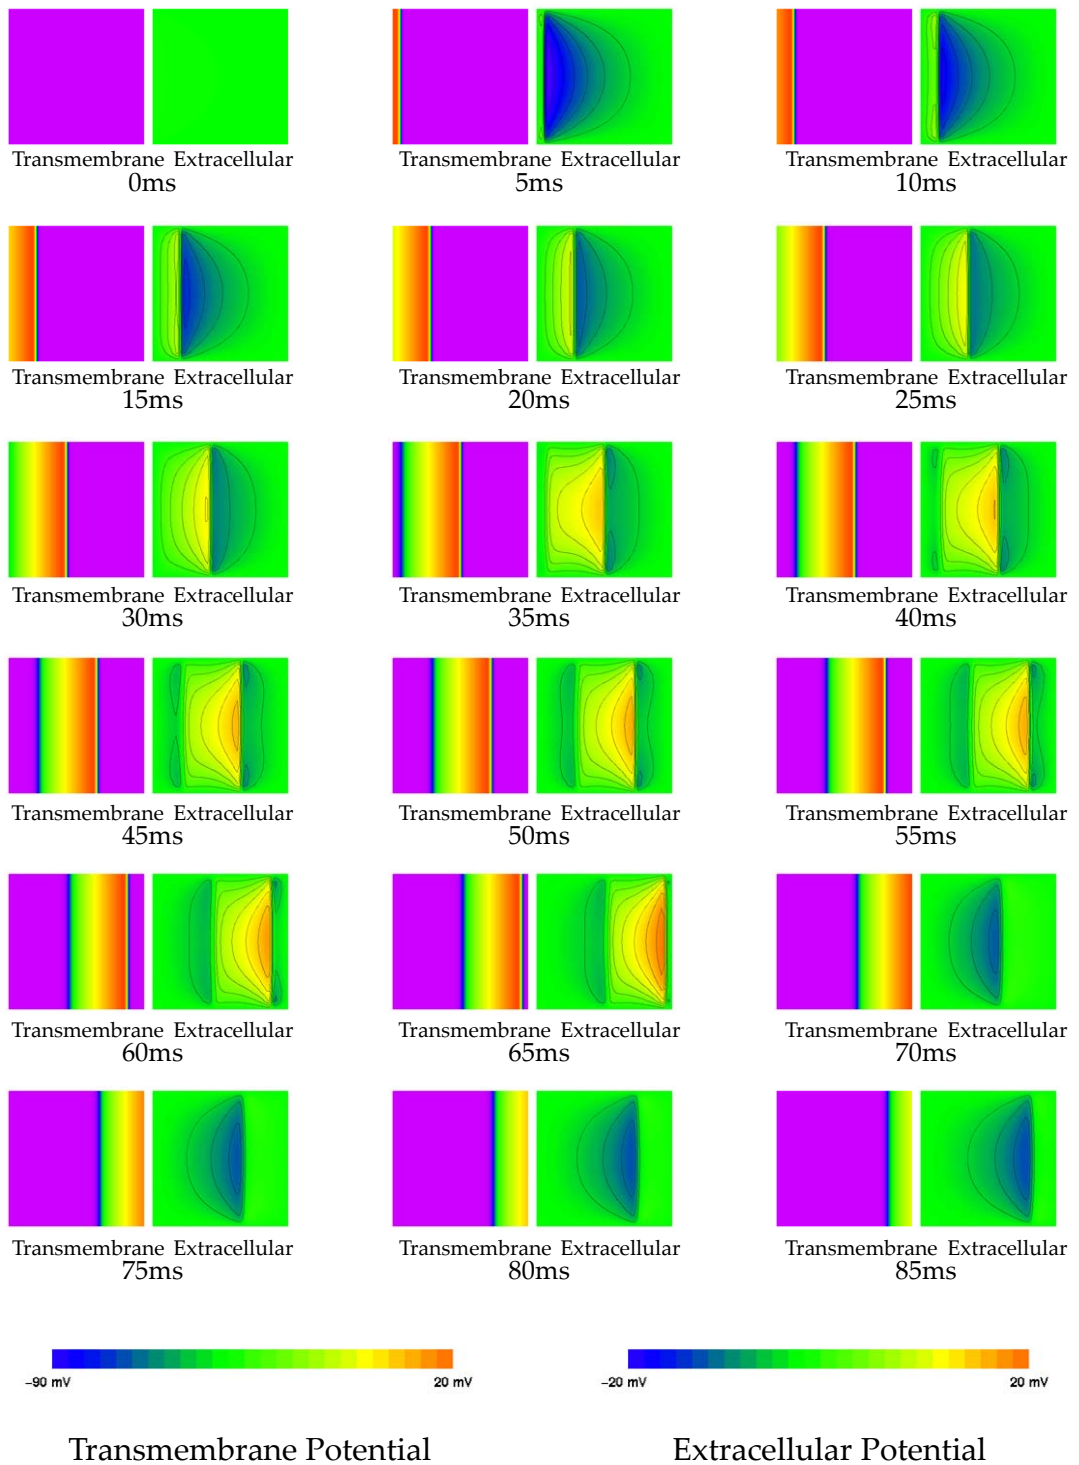 Transmembrane Extracellular Transmembrane Extracellular Transmembrane Extracellular
0ms 5ms 10ms
Transmembrane Extracellular Transmembrane Extracellular Transmembrane Extracellular
15ms 20ms 25ms
Transmembrane Extracellular Transmembrane Extracellular Transmembrane Extracellular
30ms 35ms 40ms
Transmembrane Extracellular Transmembrane Extracellular Transmembrane Extracellular
45ms 50ms 55ms
Transmembrane Extracellular Transmembrane Extracellular Transmembrane Extracellular
60ms 65ms 70ms
Transmembrane Extracellular Transmembrane Extracellular Transmembrane Extracellular
75ms 80ms 85ms
−90 mV 20 mV −20 mV 20 mV
Transmembrane Potential Extracellular Potential